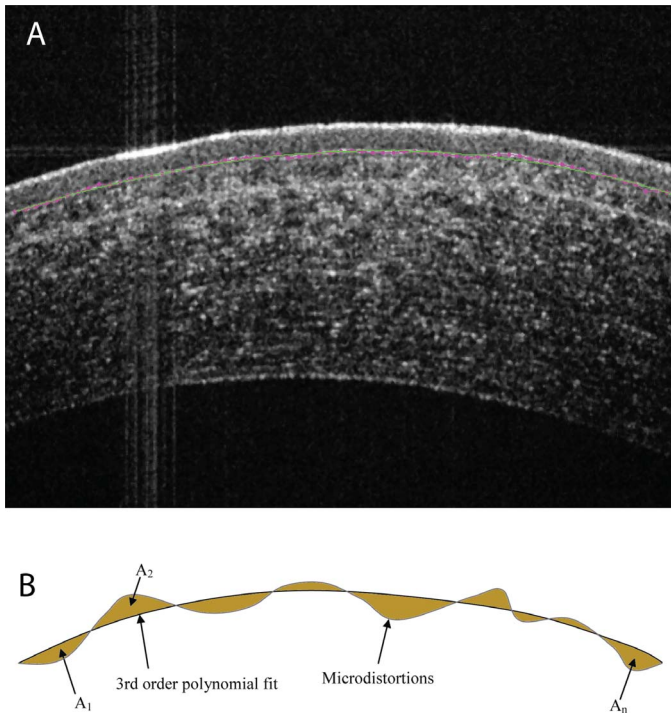 A
B
A₂
3rd order polynomial fit
Microdistortions
A₁
Aₙ